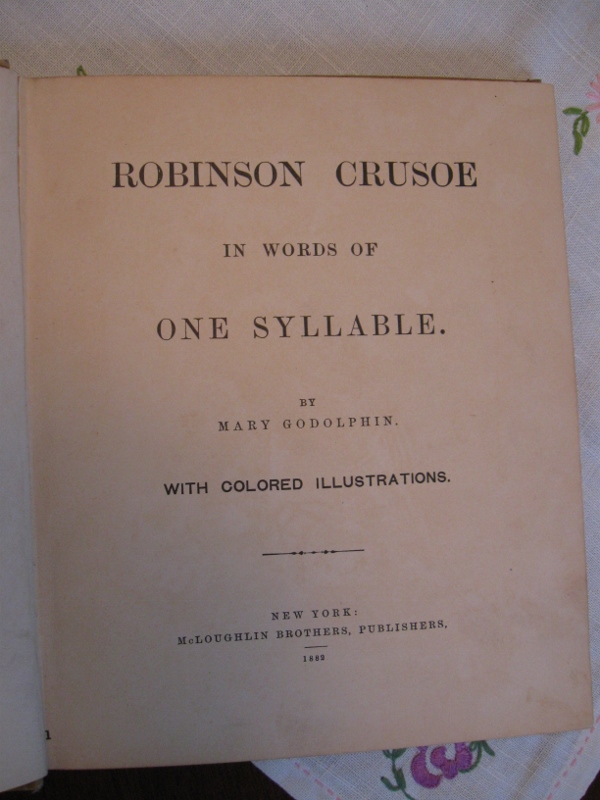 ROBINSON CRUSOE
IN WORDS OF
ONE SYLLABLE.
BY
MARY GODOLPHIN.
WITH COLORED ILLUSTRATIONS.
NEW YORK:
McLOUGHLIN BROTHERS, PUBLISHERS,
1882
1